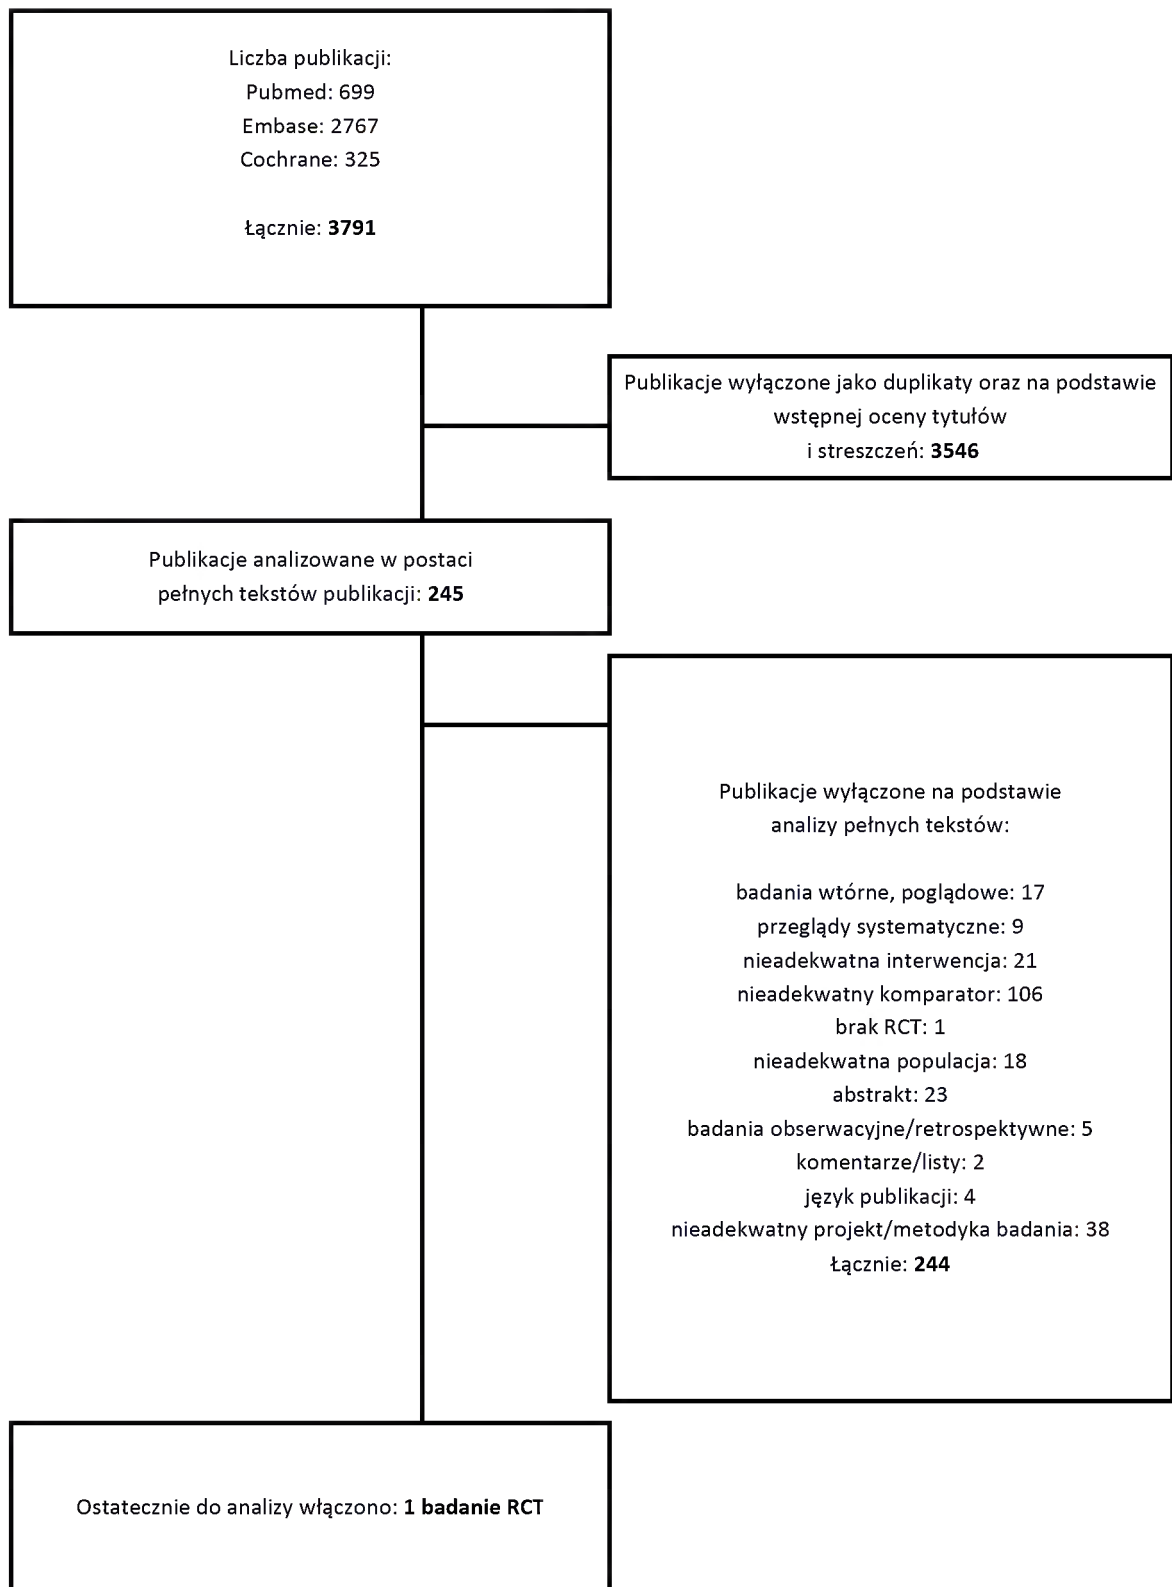 Liczba publikacji:
Pubmed: 699
Embase: 2767
Cochrane: 325
Łącznie: 3791
Publikacje wyłączone jako duplikaty oraz na podstawie
wstępnej oceny tytułów
i streszczeń: 3546
Publikacje analizowane w postaci
pełnych tekstów publikacji: 245
Publikacje wyłączone na podstawie
analizy pełnych tekstów:
badania wtórne, poglądowe: 17
przeglądy systematyczne: 9
nieadekwatna interwencja: 21
nieadekwatny komparator: 106
brak RCT: 1
nieadekwatna populacja: 18
abstrakt: 23
badania obserwacyjne/retrospektywne: 5
komentarze/listy: 2
język publikacji: 4
nieadekwatny projekt/metodyka badania: 38
Łącznie: 244
Ostatecznie do analizy włączono: 1 badanie RCT